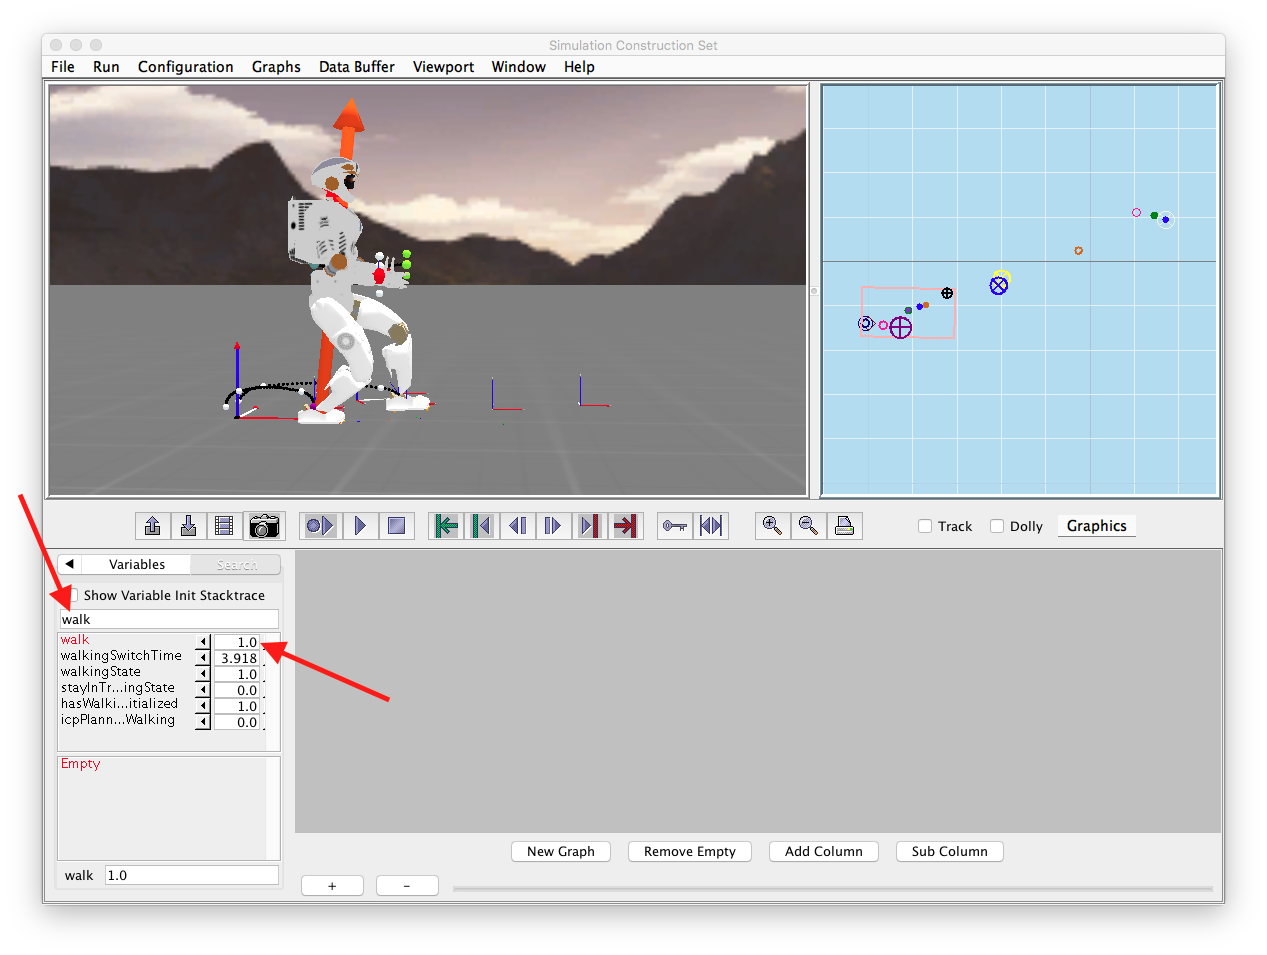 Simulation Construction Set
File Run Configuration Graphs Data Buffer Viewport Window Help
Track Dolly Graphics
Variables Search
Show Variable Init Stacktrace
walk
walk 1.0
walkingSwitchTime 3.918
walkingState 1.0
stayInTr...ingState 0.0
hasWalki...itialized 1.0
icpPlann...Walking 0.0
Empty
New Graph Remove Empty Add Column Sub Column
walk 1.0
+ -